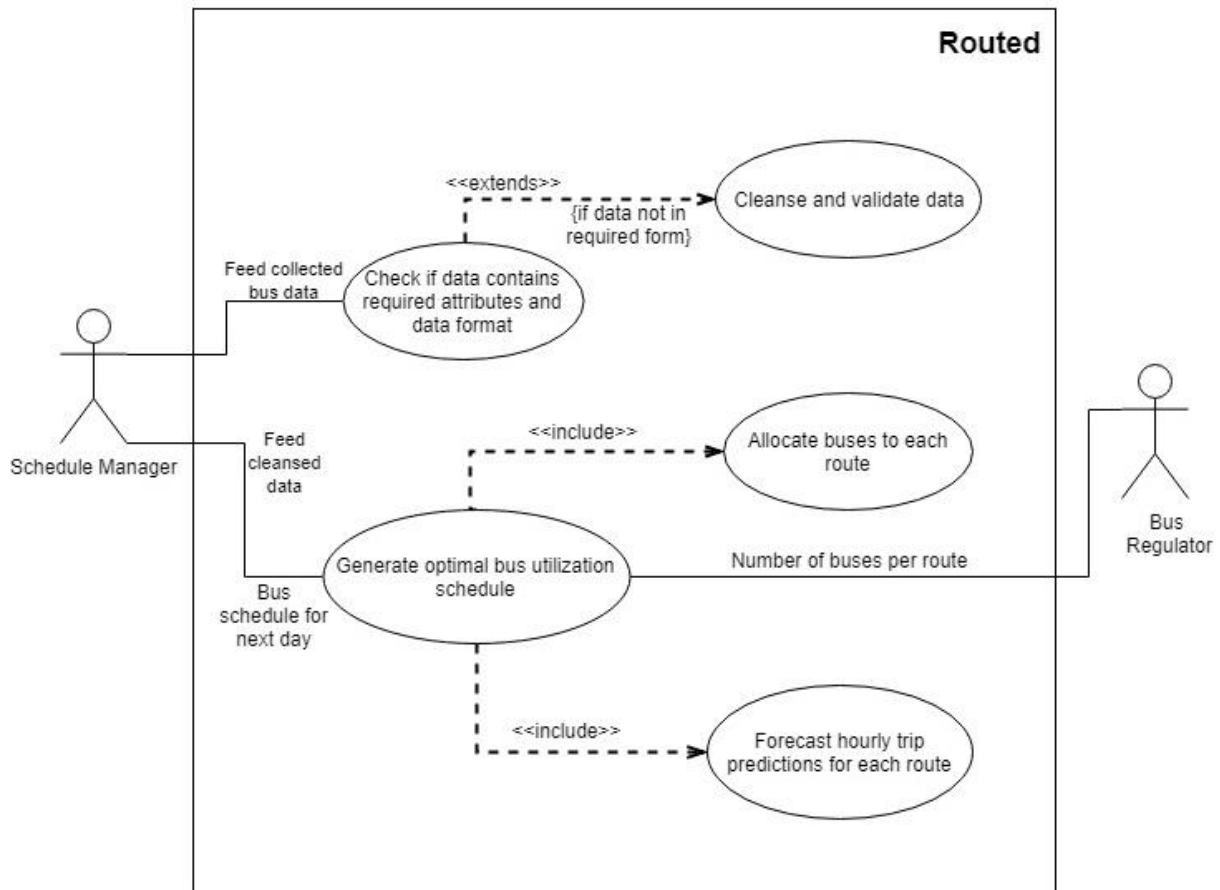 Routed
<<extends>>
{if data not in
required form}
Cleanse and validate data
Feed collected
bus data
Check if data contains
required attributes and
data format
Schedule Manager
Feed
cleansed
data
<<include>>
Allocate buses to each
route
Bus
Regulator
Generate optimal bus utilization
schedule
Number of buses per route
Bus
schedule for
next day
<<include>>
Forecast hourly trip
predictions for each route